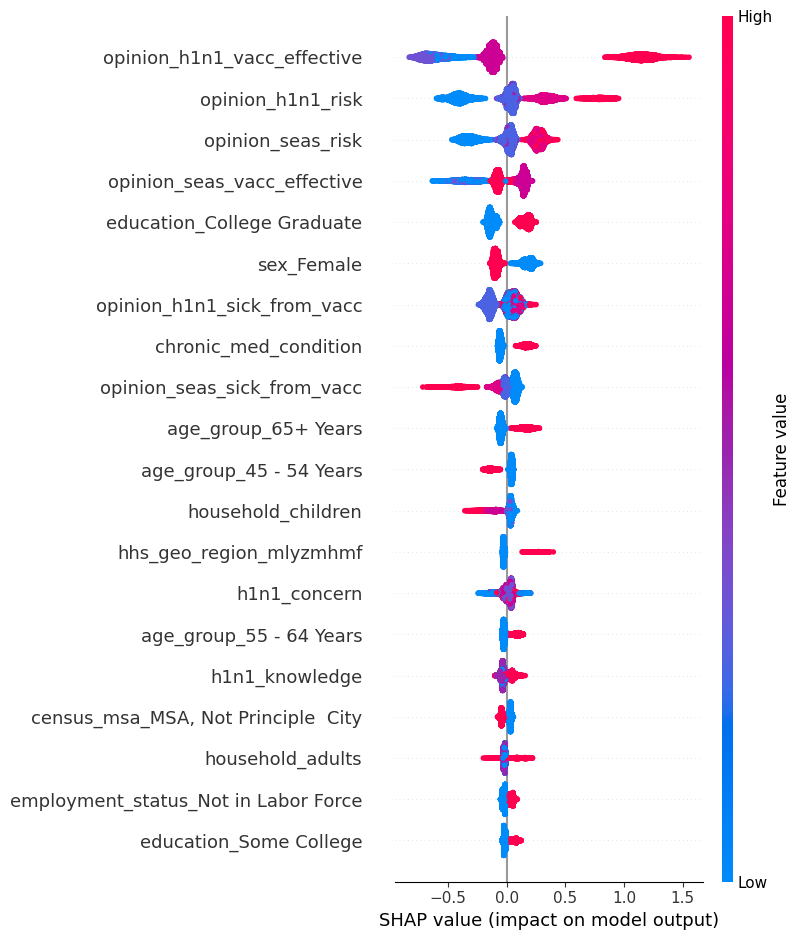 High
opinion_h1n1_vacc_effective
opinion_h1n1_risk
opinion_seas_risk
opinion_seas_vacc_effective
education_College Graduate
sex_Female
opinion_h1n1_sick_from_vacc
chronic_med_condition
opinion_seas_sick_from_vacc
age_group_65+ Years
age_group_45 - 54 Years
household_children
hhs_geo_region_mlyzmhmf
h1n1_concern
age_group_55 - 64 Years
h1n1_knowledge
census_msa_MSA, Not Principle  City
household_adults
employment_status_Not in Labor Force
education_Some College
Feature value
Low
−0.5 0.0 0.5 1.0 1.5
SHAP value (impact on model output)